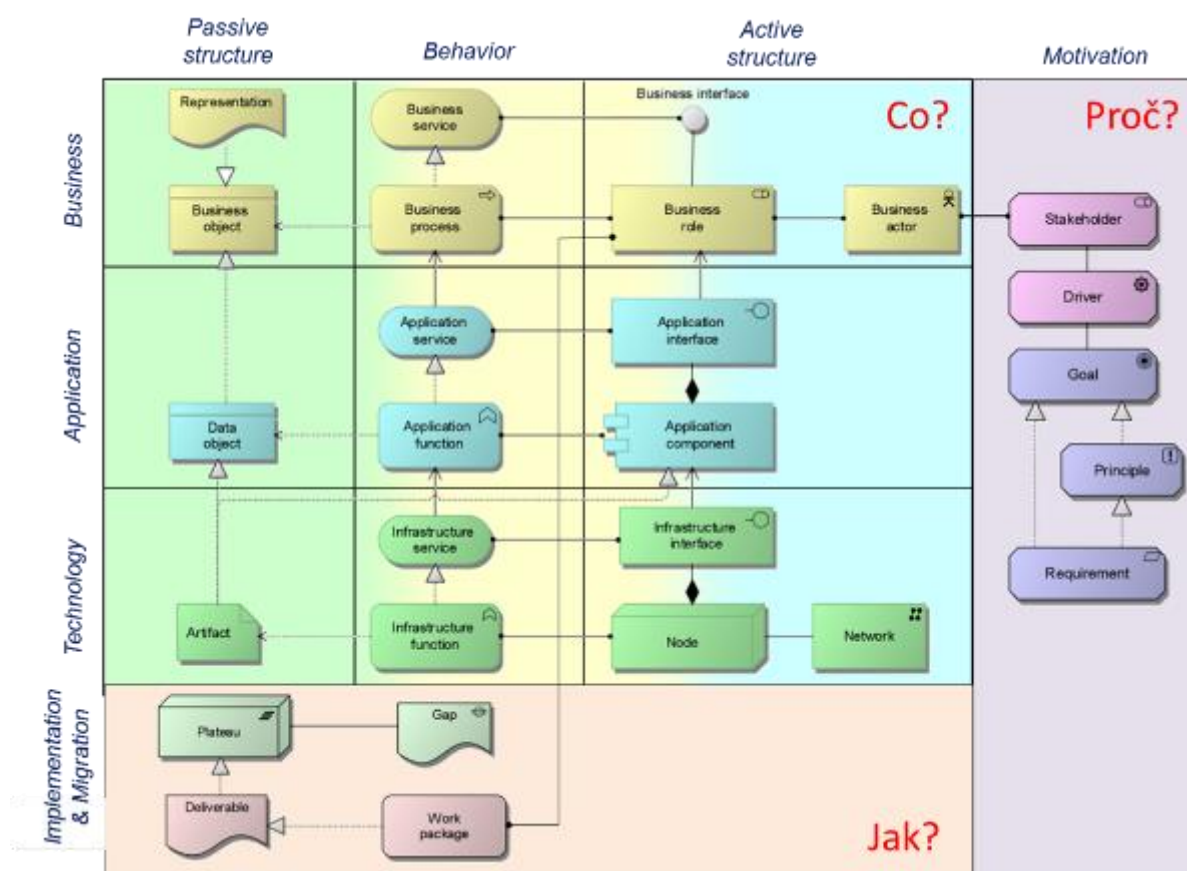 Passive
structure
Behavior
Active
structure
Motivation
Business
Representation
Business
service
Business interface
Co?
Proč?
Business
object
Business
process
Business
role
Business
actor
Stakeholder
Driver
Application
Application
service
Application
interface
Goal
Data
object
Application
function
Application
component
Principle
Technology
Infrastructure
service
Infrastructure
interface
Requirement
Artifact
Infrastructure
function
Node
Network
Implementation
& Migration
Plateau
Gap
Deliverable
Work
package
Jak?